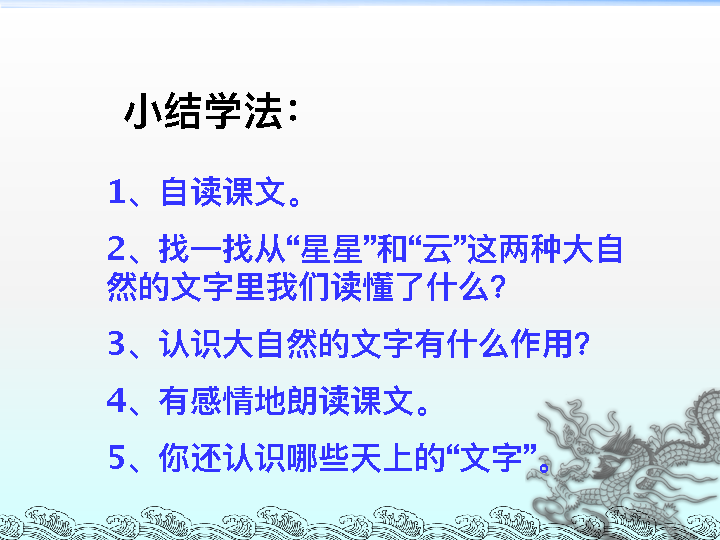 小结学法：
1、自读课文。
2、找一找从“星星”和“云”这两种大自
然的文字里我们读懂了什么？
3、认识大自然的文字有什么作用？
4、有感情地朗读课文。
5、你还认识哪些天上的“文字”。